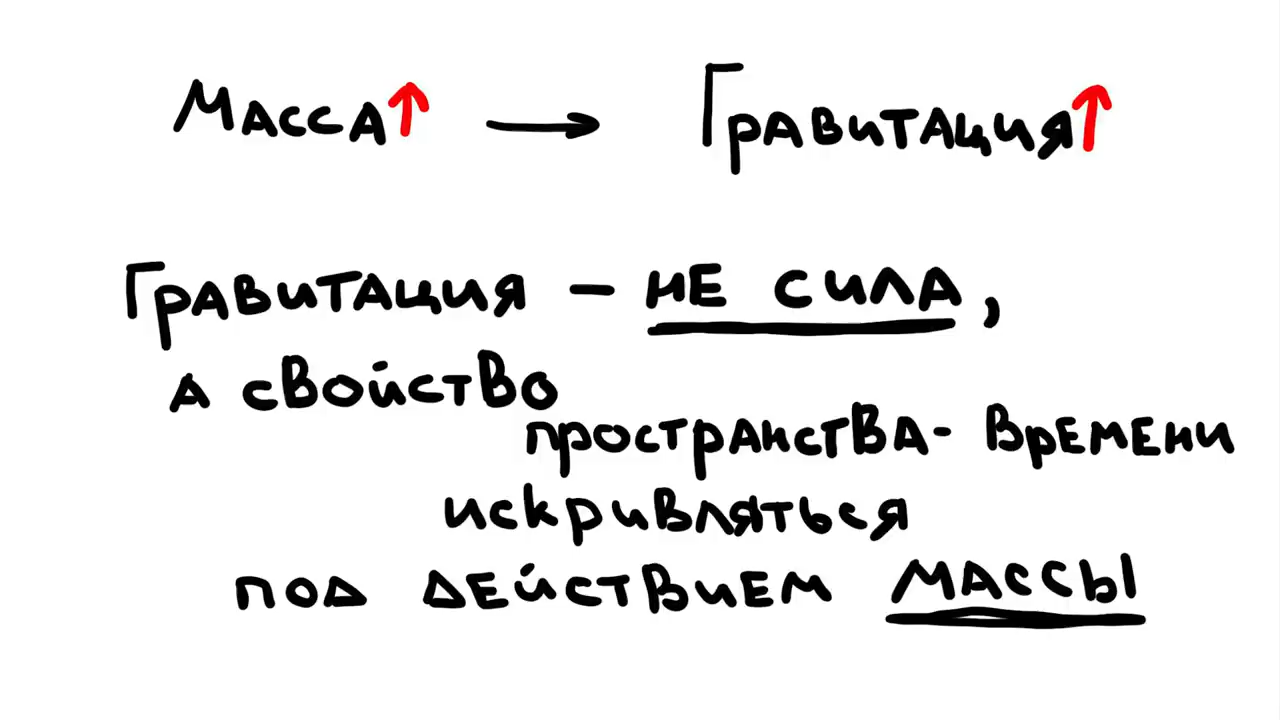 Масса↑ → Гравитация↑
Гравитация – не сила,
а свойство
пространства-времени
искривляться
под действием массы